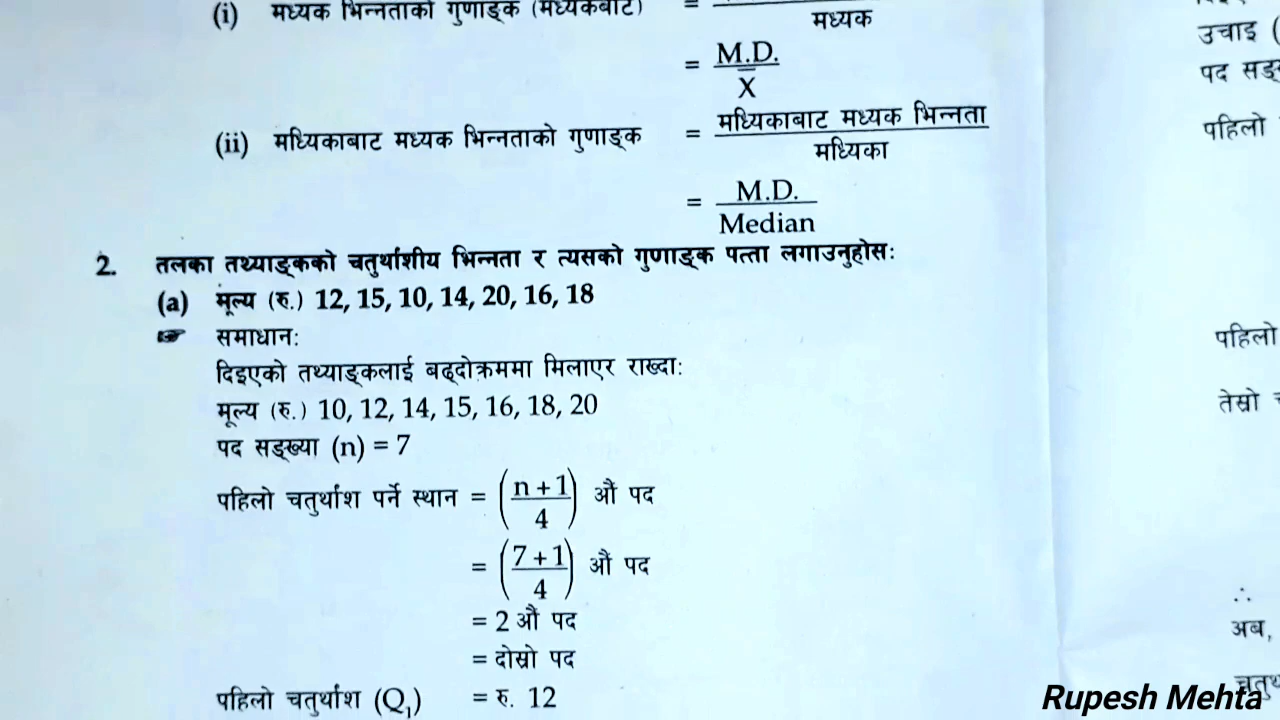 (i) मध्यक भिन्नताको गुणाङ्क (मध्यकबाट) = ─── मध्यक
= M.D. / X̄
(ii) मध्यिकाबाट मध्यक भिन्नताको गुणाङ्क = मध्यिकाबाट मध्यक भिन्नता / मध्यिका
= M.D. / Median
2. तलका तथ्याङ्कको चतुर्थांशीय भिन्नता र त्यसको गुणाङ्क पत्ता लगाउनुहोस:
(a) मूल्य (रु.) 12, 15, 10, 14, 20, 16, 18
☞ समाधान:
दिइएको तथ्याङ्कलाई बढ्दोक्रममा मिलाएर राख्दा:
मूल्य (रु.) 10, 12, 14, 15, 16, 18, 20
पद सङ्ख्या (n) = 7
पहिलो चतुर्थांश पर्ने स्थान = ((n + 1) / 4) औं पद
= ((7 + 1) / 4) औं पद
= 2 औं पद
= दोस्रो पद
पहिलो चतुर्थांश (Q₁) = रु. 12
उचाइ (
पद सङ्
पहिलो
पहिलो
तेस्रो
∴
अब,
चतुर्थ
Rupesh Mehta